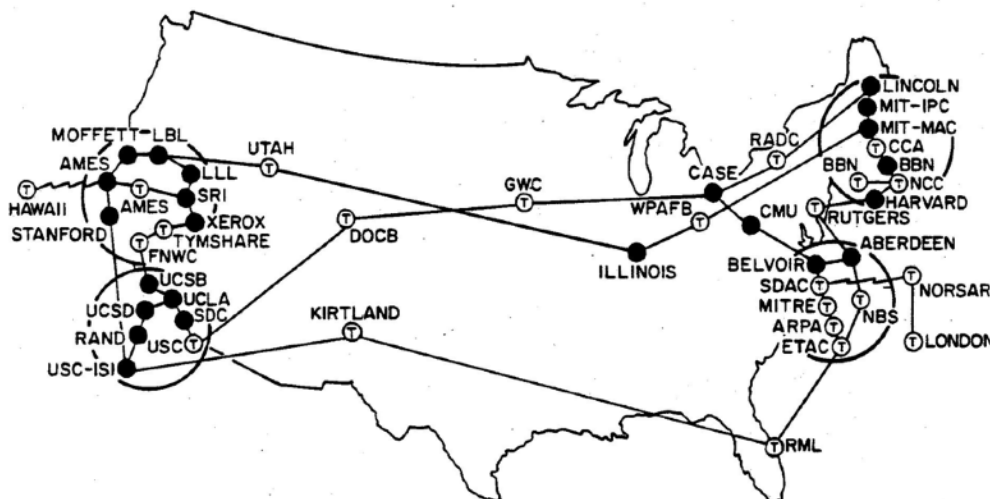 LINCOLN
MIT-IPC
MOFFETT-LBL
RADC
MIT-MAC
UTAH
CCA
AMES
LLL
CASE
BBN
BBN
T
GWC
NCC
HAWAII
AMES
SRI
WPAFB
HARVARD
XEROX
CMU
RUTGERS
STANFORD
TYMSHARE
DOCB
FNWC
ABERDEEN
ILLINOIS
BELVOIR
UCSB
SDAC
NORSAR
UCLA
UCSD
MITRE
SDC
KIRTLAND
NBS
RAND
ARPA
USC
ETAC
LONDON
USC-ISI
RML